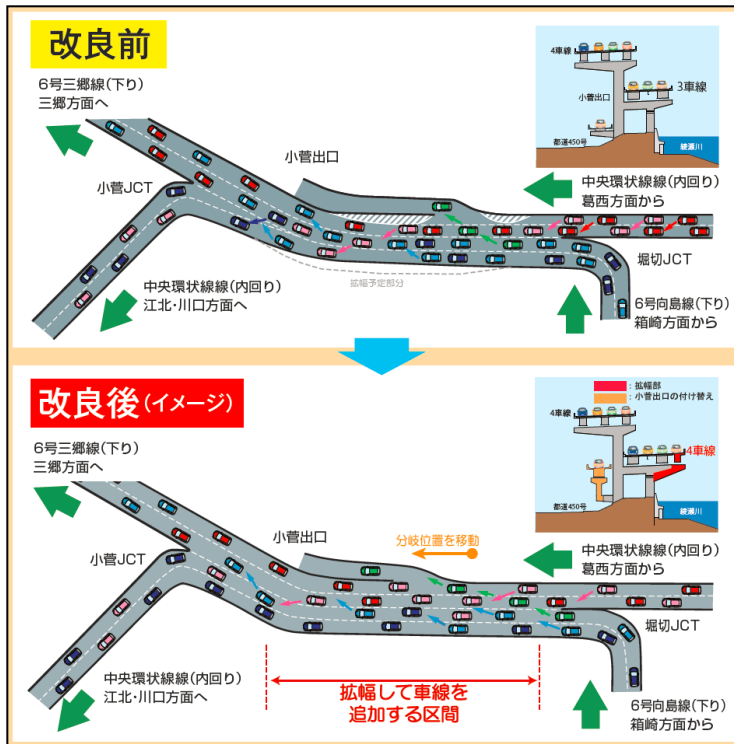 改良前
6号三郷線(下り)
三郷方面へ
小菅出口
小菅JCT
4車線
3車線
小菅出口
都道450号
綾瀬川
中央環状線線(内回り)
葛西方面から
堀切JCT
拡幅予定部分
中央環状線線(内回り)
江北・川口方面へ
6号向島線(下り)
箱崎方面から
改良後(イメージ)
:拡幅部
:小菅出口の付け替え
4車線
4車線
都道450号
綾瀬川
6号三郷線(下り)
三郷方面へ
小菅出口
分岐位置を移動
小菅JCT
中央環状線線(内回り)
葛西方面から
堀切JCT
中央環状線線(内回り)
江北・川口方面へ
拡幅して車線を
追加する区間
6号向島線(下り)
箱崎方面から